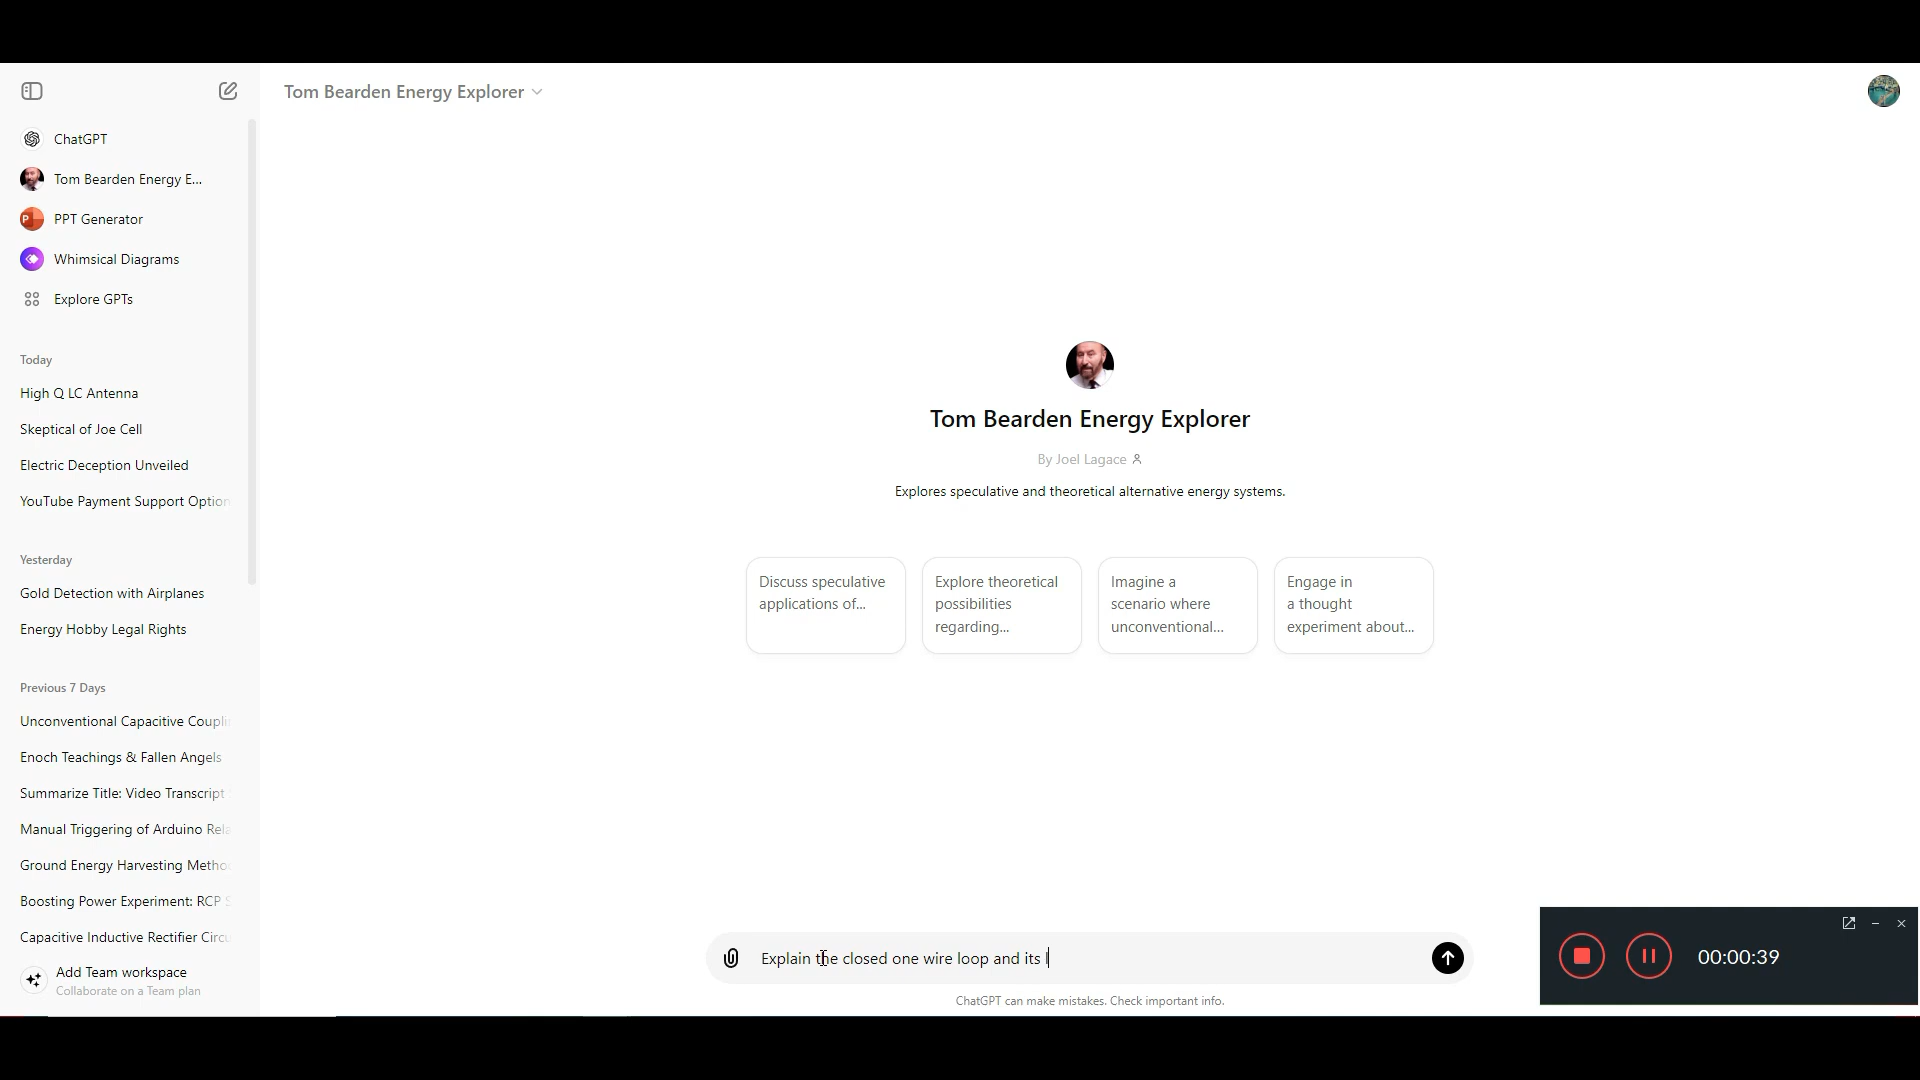 Tom Bearden Energy Explorer
ChatGPT
Tom Bearden Energy E...
PPT Generator
Whimsical Diagrams
Explore GPTs
Today
High Q LC Antenna
Skeptical of Joe Cell
Electric Deception Unveiled
YouTube Payment Support Option
Yesterday
Gold Detection with Airplanes
Energy Hobby Legal Rights
Previous 7 Days
Unconventional Capacitive Coupli
Enoch Teachings & Fallen Angels
Summarize Title: Video Transcript
Manual Triggering of Arduino Rela
Ground Energy Harvesting Metho
Boosting Power Experiment: RCP S
Capacitive Inductive Rectifier Circu
Add Team workspace
Collaborate on a Team plan
Tom Bearden Energy Explorer
By Joel Lagace
Explores speculative and theoretical alternative energy systems.
Discuss speculative
applications of...
Explore theoretical
possibilities
regarding...
Imagine a
scenario where
unconventional...
Engage in
a thought
experiment about...
Explain the closed one wire loop and its l
ChatGPT can make mistakes. Check important info.
00:00:39